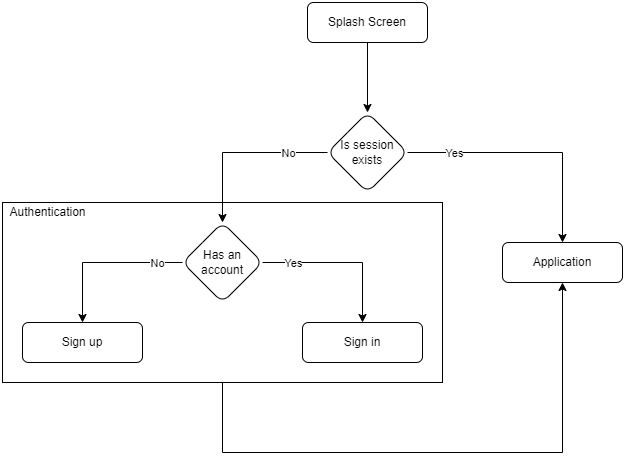 Splash Screen
Is session
exists
No
Yes
Authentication
Has an
account
No
Yes
Application
Sign up
Sign in